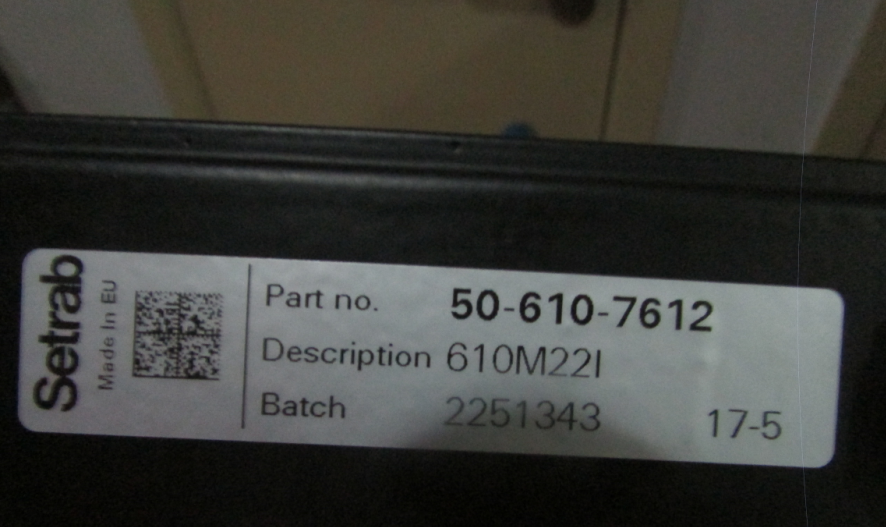 Setrab
Made In EU
Part no. 50-610-7612
Description 610M22I
Batch 2251343 17-5